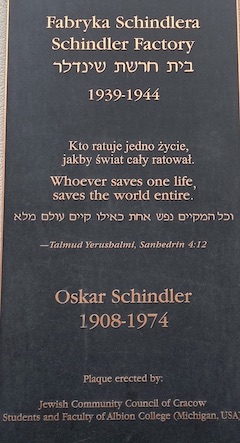 Fabryka Schindlera
Schindler Factory
בית חרשת שינדלר
1939-1944
Kto ratuje jedno życie,
jakby świat cały ratował.
Whoever saves one life,
saves the world entire.
וכל המקיים נפש אחת כאילו קיים עולם מלא
—Talmud Yerushalmi, Sanhedrin 4:12
Oskar Schindler
1908-1974
Plaque erected by:
Jewish Community Council of Cracow
Students and Faculty of Albion College (Michigan, USA)